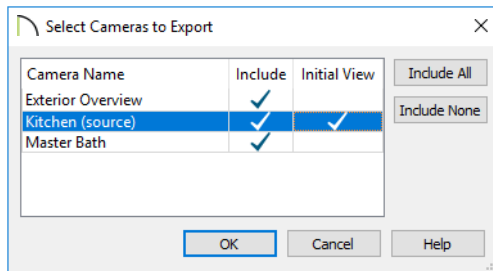 Select Cameras to Export
Camera Name Include Initial View
Exterior Overview
Kitchen (source)
Master Bath
Include All
Include None
OK Cancel Help